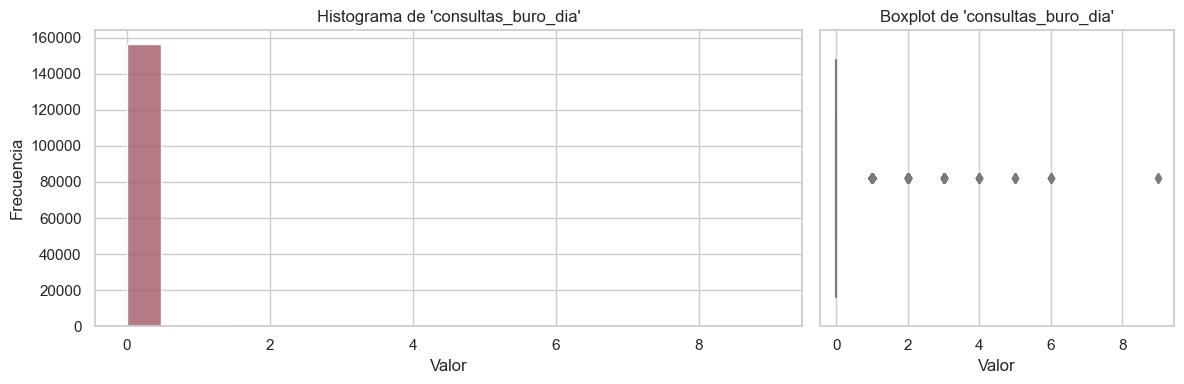 Histograma de 'consultas_buro_dia'
160000
140000
120000
100000
80000
60000
40000
20000
0
Frecuencia
0 2 4 6 8
Valor
Boxplot de 'consultas_buro_dia'
0 2 4 6 8
Valor